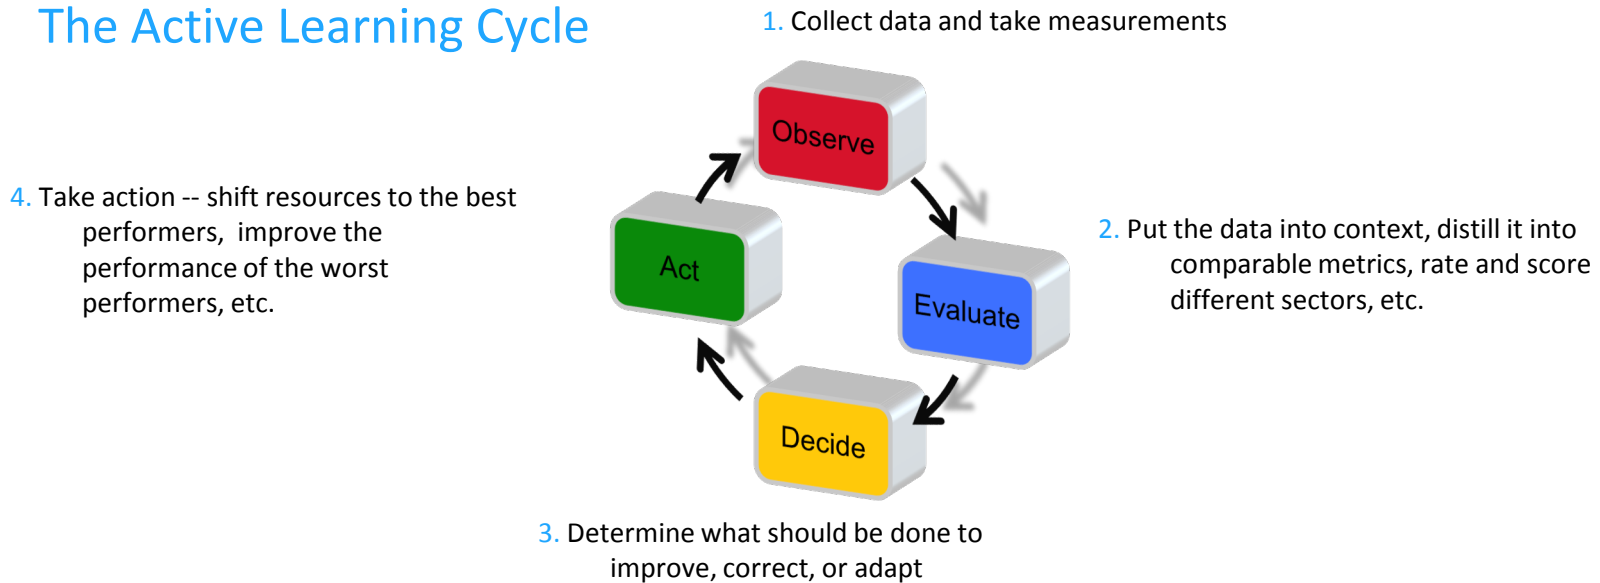 The Active Learning Cycle
1. Collect data and take measurements
Observe
4. Take action -- shift resources to the best
performers, improve the
performance of the worst
performers, etc.
Act
2. Put the data into context, distill it into
comparable metrics, rate and score
different sectors, etc.
Evaluate
Decide
3. Determine what should be done to
improve, correct, or adapt